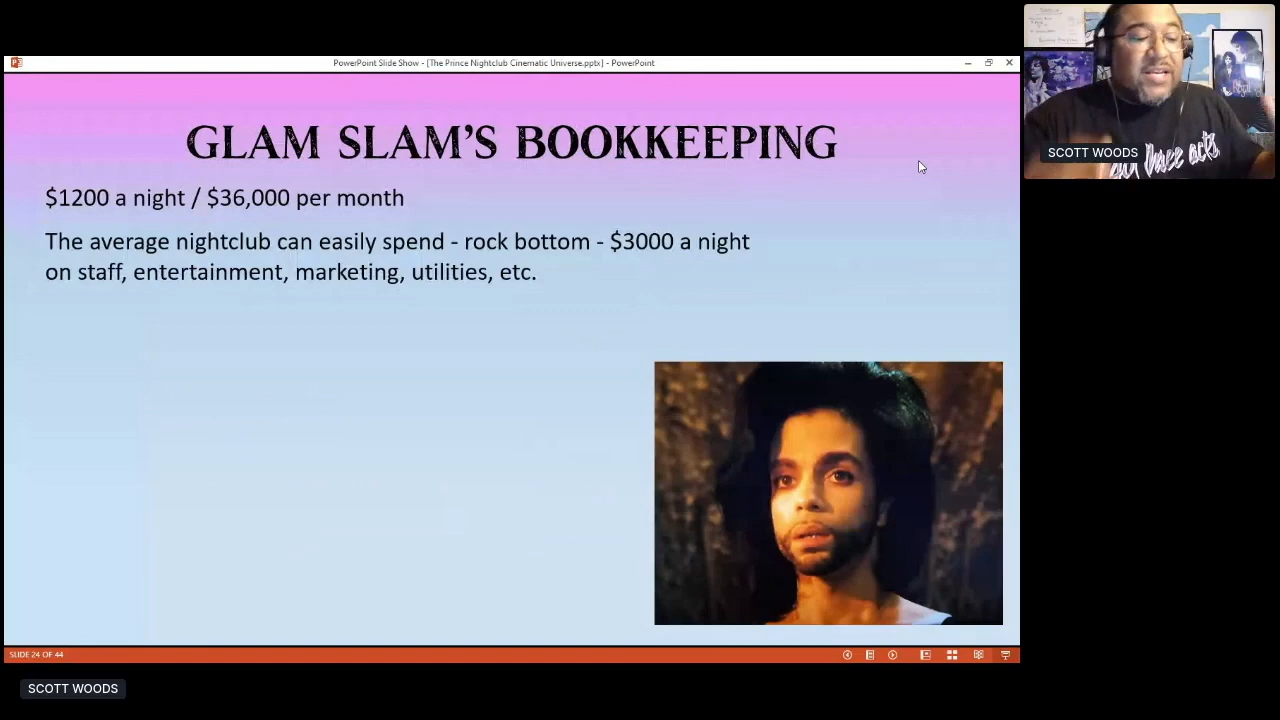 PowerPoint Slide Show - [The Prince Nightclub Cinematic Universe.pptx] - PowerPoint
GLAM SLAM'S BOOKKEEPING
$1200 a night / $36,000 per month
The average nightclub can easily spend - rock bottom - $3000 a night
on staff, entertainment, marketing, utilities, etc.
SLIDE 24 OF 44
SCOTT WOODS
SCOTT WOODS